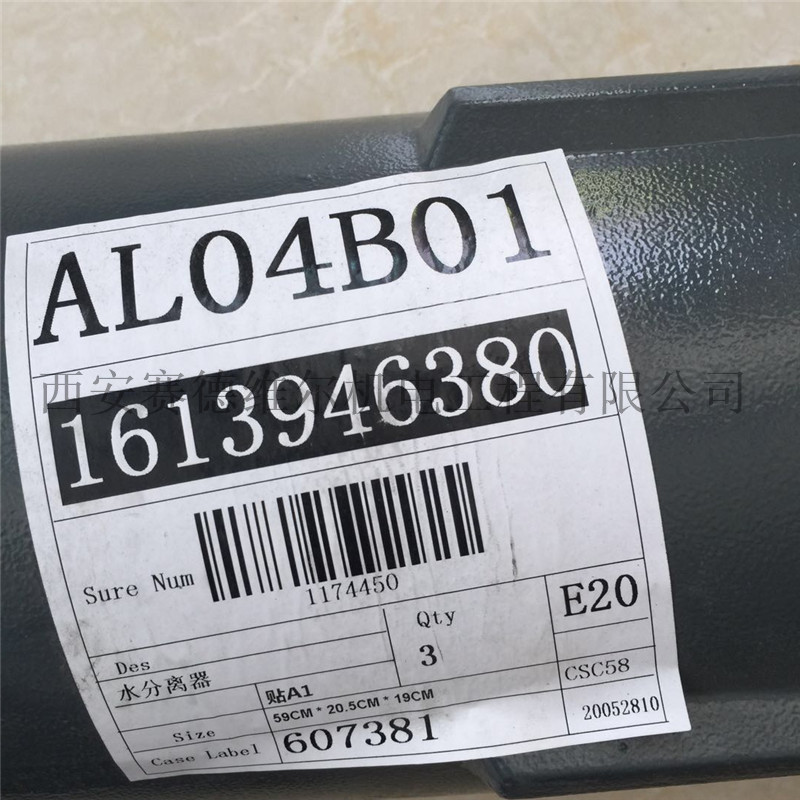 AL04B01
西安赛德维尔机电工程有限公司
1613946380
Sure Num
1174450
Des
水分离器
Qty
3
E20
贴A1
CSC58
Size
59CM * 20.5CM * 19CM
Case Label
607381
20052810